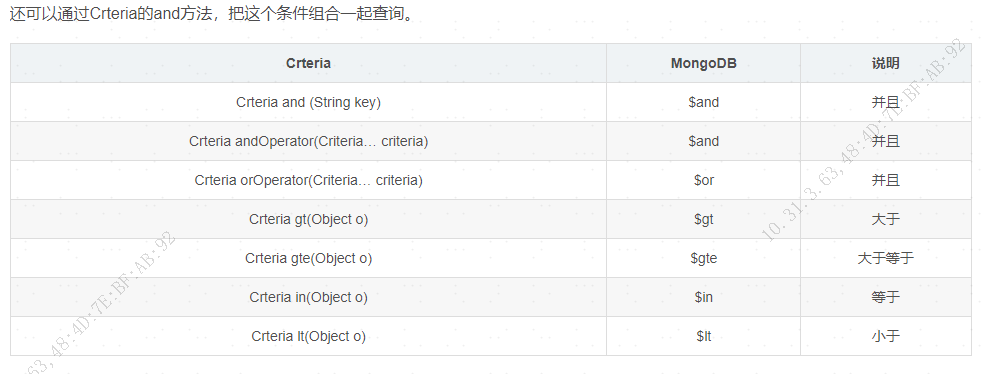 还可以通过Crteria的and方法，把这个条件组合一起查询。
Crteria MongoDB 说明
Crteria and (String key) $and 并且
Crteria andOperator(Criteria… criteria) $and 并且
Crteria orOperator(Criteria… criteria) $or 并且
Crteria gt(Object o) $gt 大于
Crteria gte(Object o) $gte 大于等于
Crteria in(Object o) $in 等于
Crteria lt(Object o) $lt 小于
10.31.3.63,48:4D:7E:BF:AB:92
63,48:4D:7E:BF:AB:92